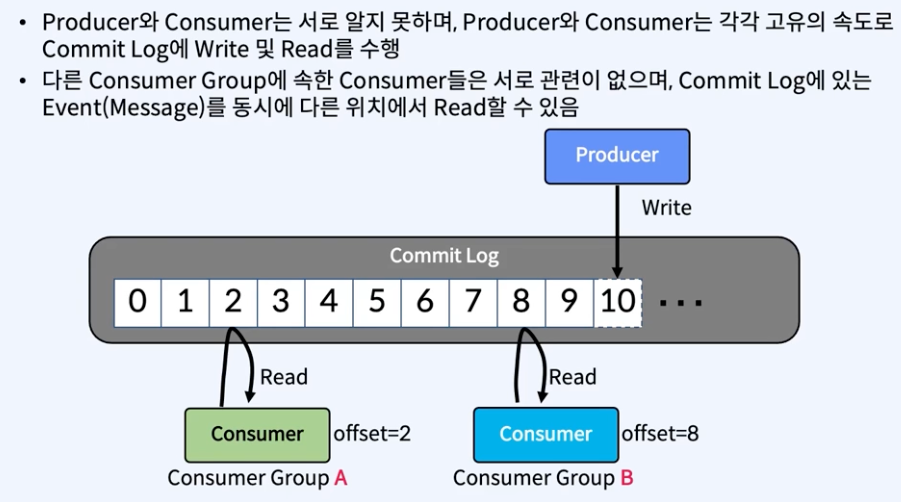 • Producer와 Consumer는 서로 알지 못하며, Producer와 Consumer는 각각 고유의 속도로
Commit Log에 Write 및 Read를 수행
• 다른 Consumer Group에 속한 Consumer들은 서로 관련이 없으며, Commit Log에 있는
Event(Message)를 동시에 다른 위치에서 Read할 수 있음
Producer
Write
Commit Log
0 1 2 3 4 5 6 7 8 9 10 ...
Read Read
Consumer offset=2 Consumer offset=8
Consumer Group A Consumer Group B